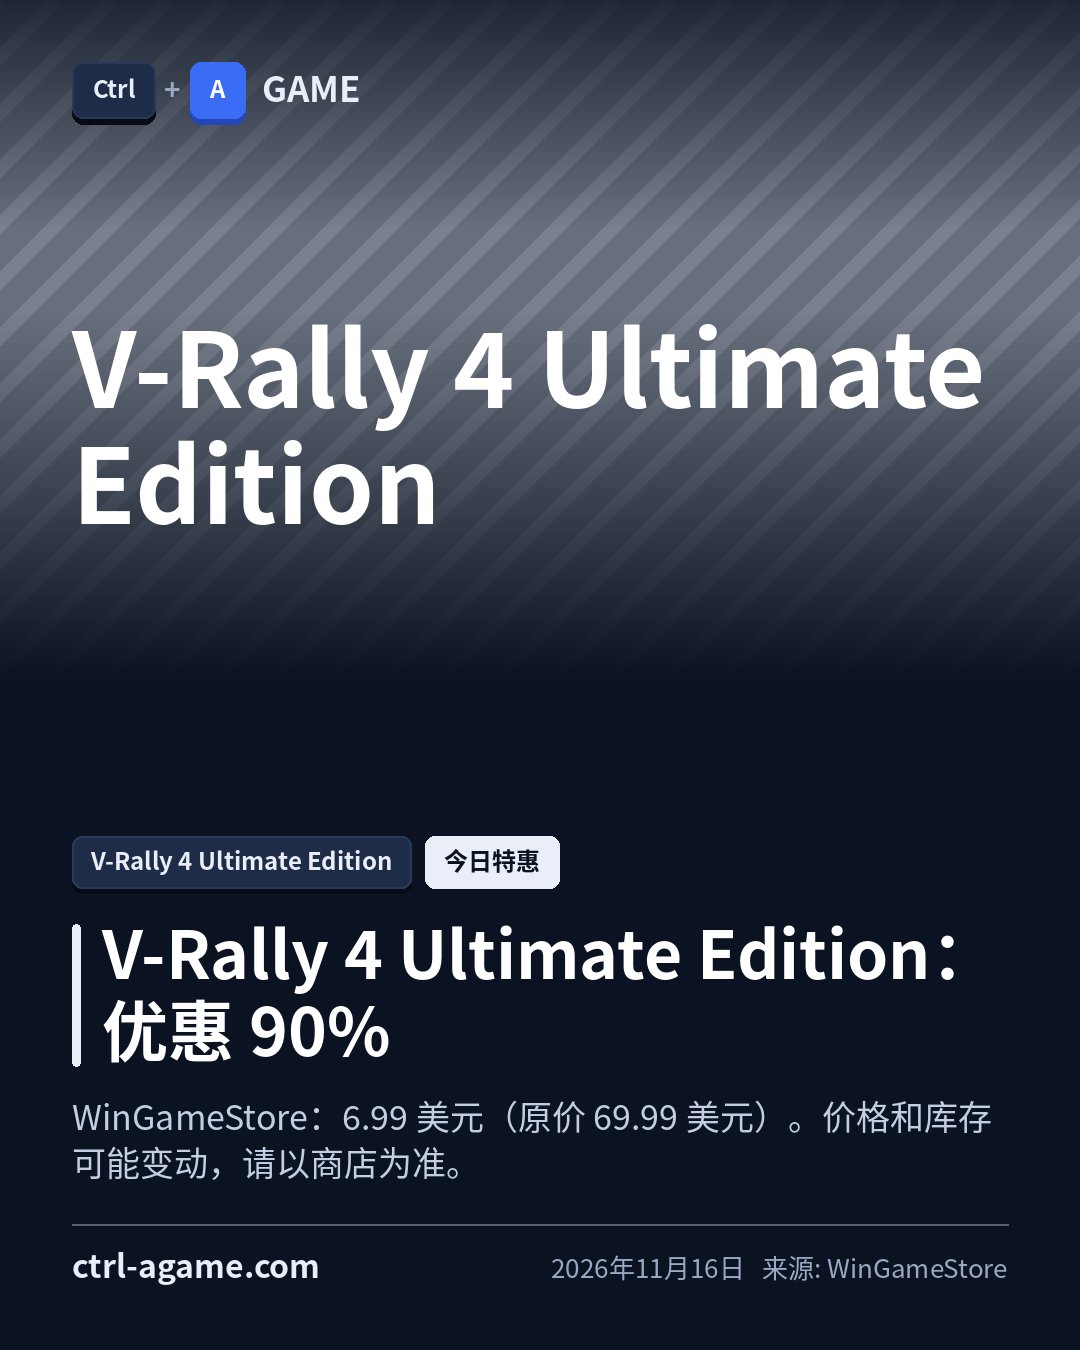 Ctrl + A GAME
V-Rally 4 Ultimate
Edition
V-Rally 4 Ultimate Edition 今日特惠
V-Rally 4 Ultimate Edition：
优惠 90%
WinGameStore：6.99 美元（原价 69.99 美元）。价格和库存
可能变动，请以商店为准。
ctrl-agame.com 2026年11月16日 来源: WinGameStore